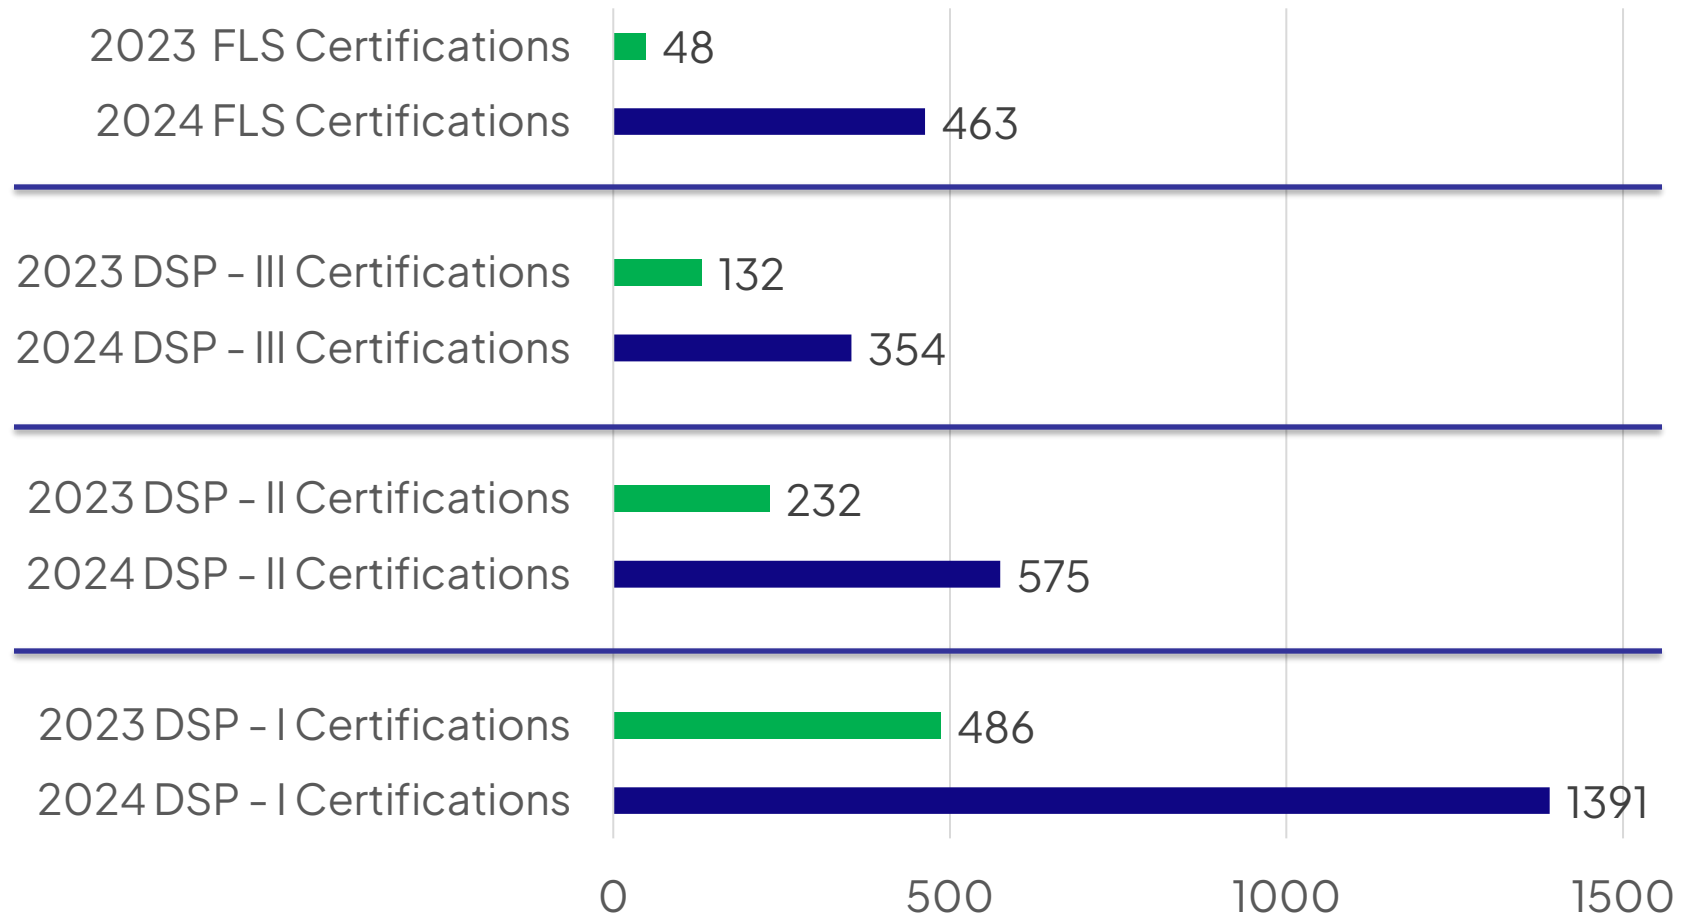 2023 FLS Certifications 48
2024 FLS Certifications 463
2023 DSP - III Certifications 132
2024 DSP - III Certifications 354
2023 DSP - II Certifications 232
2024 DSP - II Certifications 575
2023 DSP - I Certifications 486
2024 DSP - I Certifications 1391
0 500 1000 1500